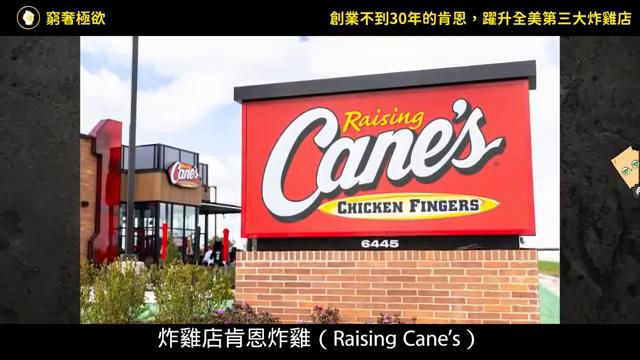 窮奢極欲
創業不到30年的肯恩，躍升全美第三大炸雞店
Raising
Cane's
CHICKEN FINGERS
Cane's
6445
炸雞店肯恩炸雞（Raising Cane's）